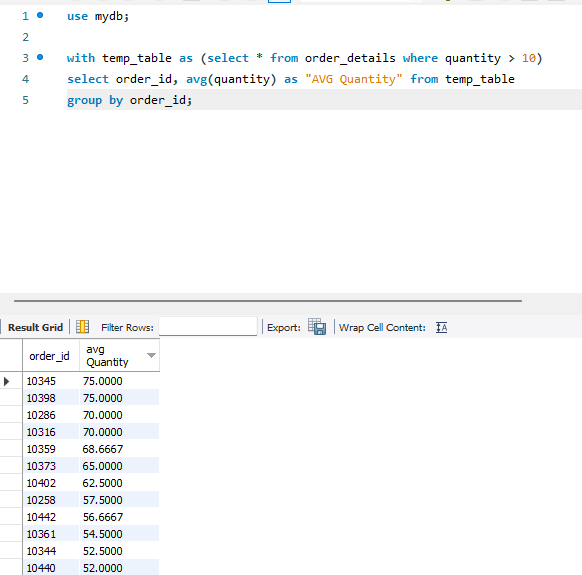 1 use mydb;
2
3 with temp_table as (select * from order_details where quantity > 10)
4 select order_id, avg(quantity) as "AVG Quantity" from temp_table
5 group by order_id;
Result Grid Filter Rows: Export: Wrap Cell Content:
order_id avg Quantity
10345 75.0000
10398 75.0000
10286 70.0000
10316 70.0000
10359 68.6667
10373 65.0000
10402 62.5000
10258 57.5000
10442 56.6667
10361 54.5000
10344 52.5000
10440 52.0000